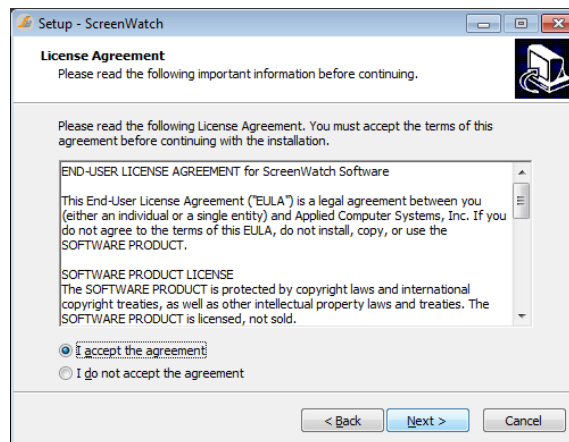 Setup - ScreenWatch
License Agreement
Please read the following important information before continuing.
Please read the following License Agreement. You must accept the terms of this
agreement before continuing with the installation.
END-USER LICENSE AGREEMENT for ScreenWatch Software
This End-User License Agreement ("EULA") is a legal agreement between you
(either an individual or a single entity) and Applied Computer Systems, Inc. If you
do not agree to the terms of this EULA, do not install, copy, or use the
SOFTWARE PRODUCT.
SOFTWARE PRODUCT LICENSE
The SOFTWARE PRODUCT is protected by copyright laws and international
copyright treaties, as well as other intellectual property laws and treaties. The
SOFTWARE PRODUCT is licensed, not sold.
I accept the agreement
I do not accept the agreement
< Back
Next >
Cancel